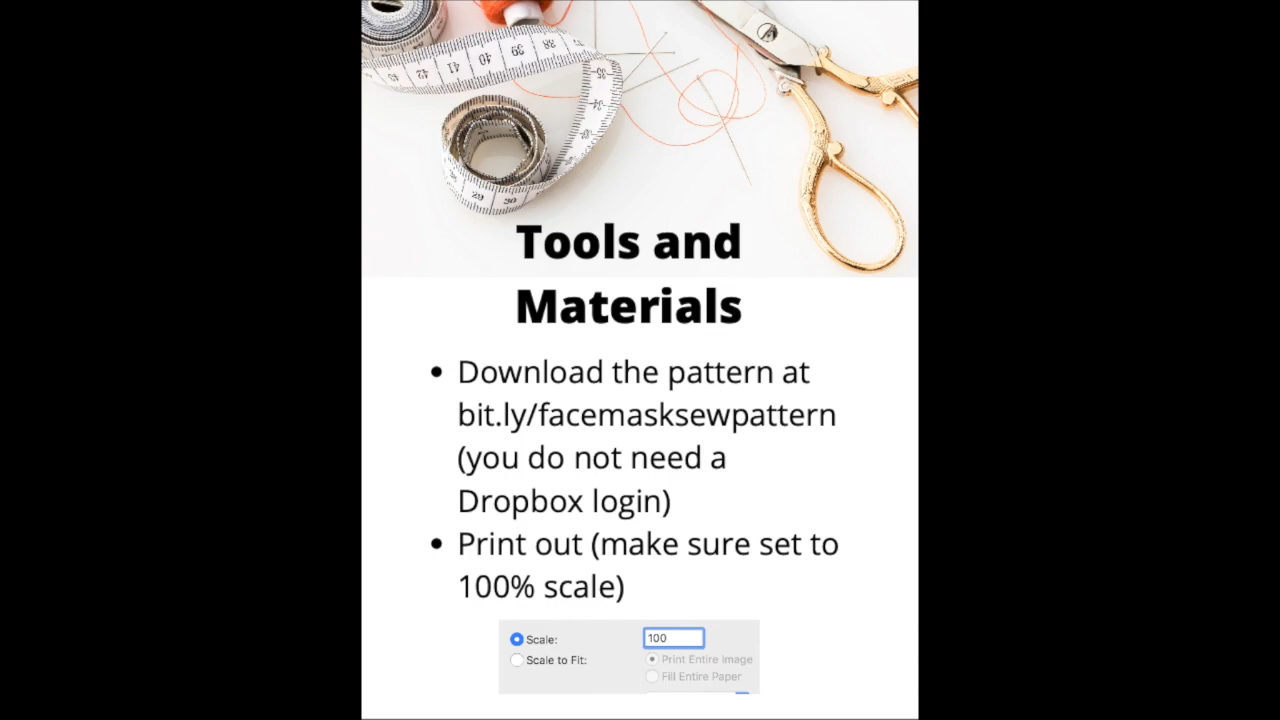 Tools and
Materials
• Download the pattern at
bit.ly/facemasksewpattern
(you do not need a
Dropbox login)
• Print out (make sure set to
100% scale)
Scale: 100
Scale to Fit: Print Entire Image
Fill Entire Paper